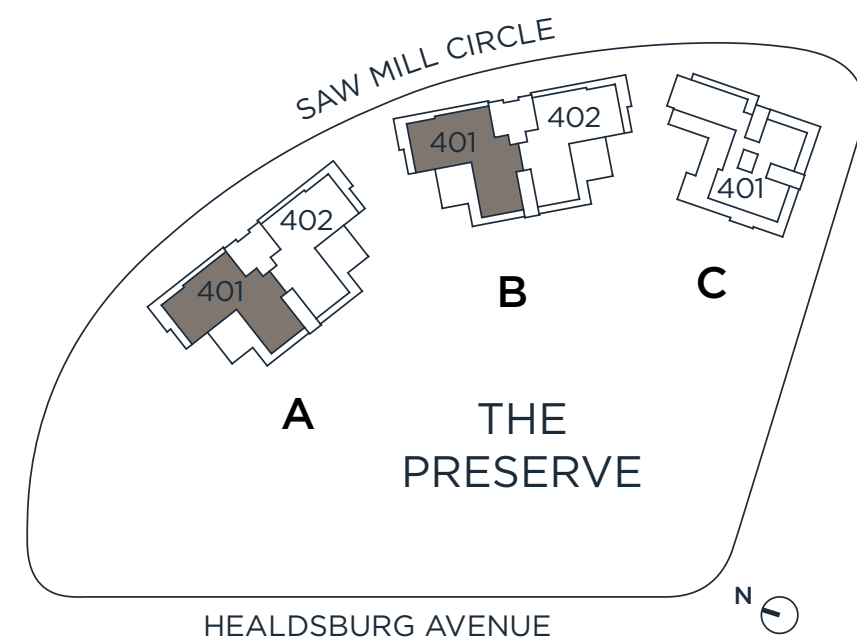 SAW MILL CIRCLE
401
402
B
401
C
401
402
A
THE
PRESERVE
N
HEALDSBURG AVENUE